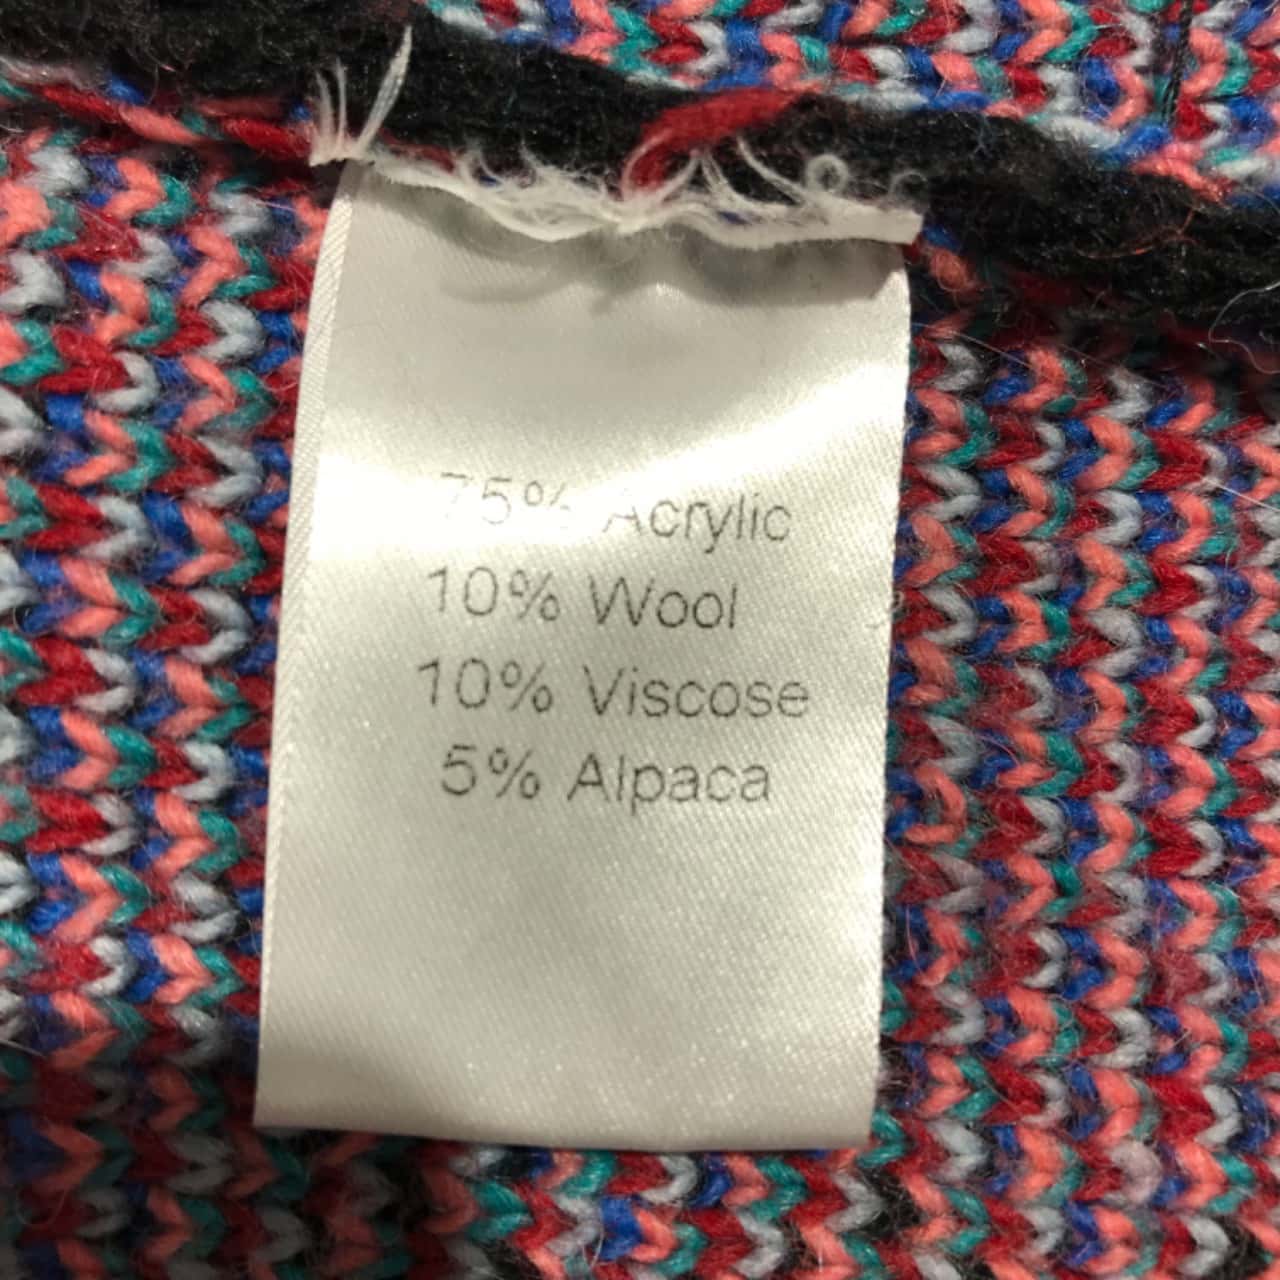 75% Acrylic
10% Wool
10% Viscose
5% Alpaca